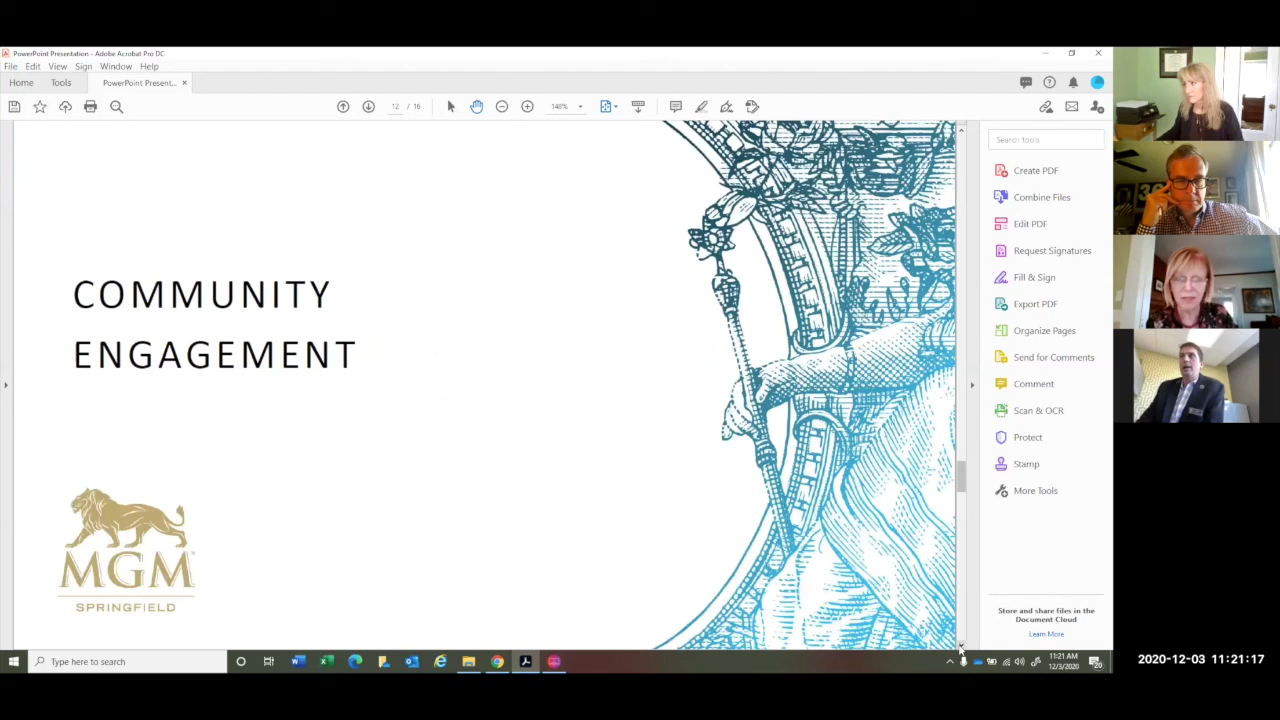 PowerPoint Presentation - Adobe Acrobat Pro DC
File Edit View Sign Window Help
Home Tools PowerPoint Present... ×
12 / 16 148%
Search tools
Create PDF
Combine Files
Edit PDF
Request Signatures
Fill & Sign
Export PDF
Organize Pages
Send for Comments
Comment
Scan & OCR
Protect
Stamp
More Tools
Store and share files in the
Document Cloud
Learn More
COMMUNITY
ENGAGEMENT
MGM
SPRINGFIELD
Type here to search
11:21 AM
12/3/2020
20
2020-12-03 11:21:17